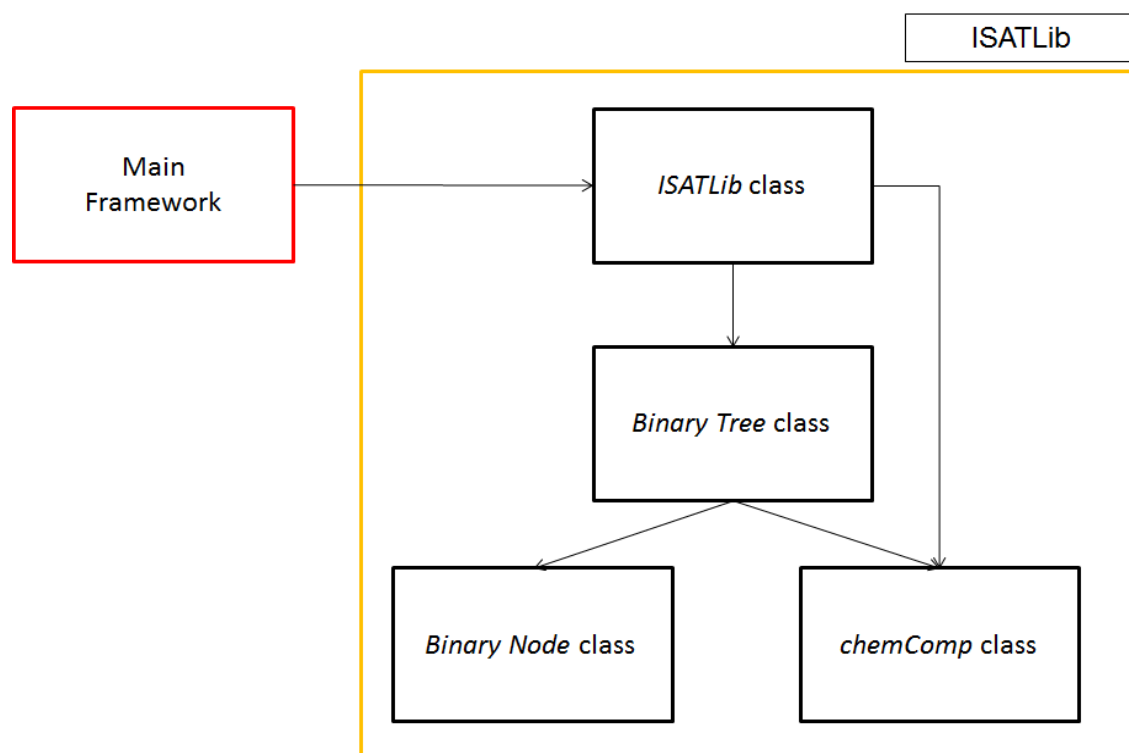 ISATLib
Main
Framework
ISATLib class
Binary Tree class
Binary Node class
chemComp class